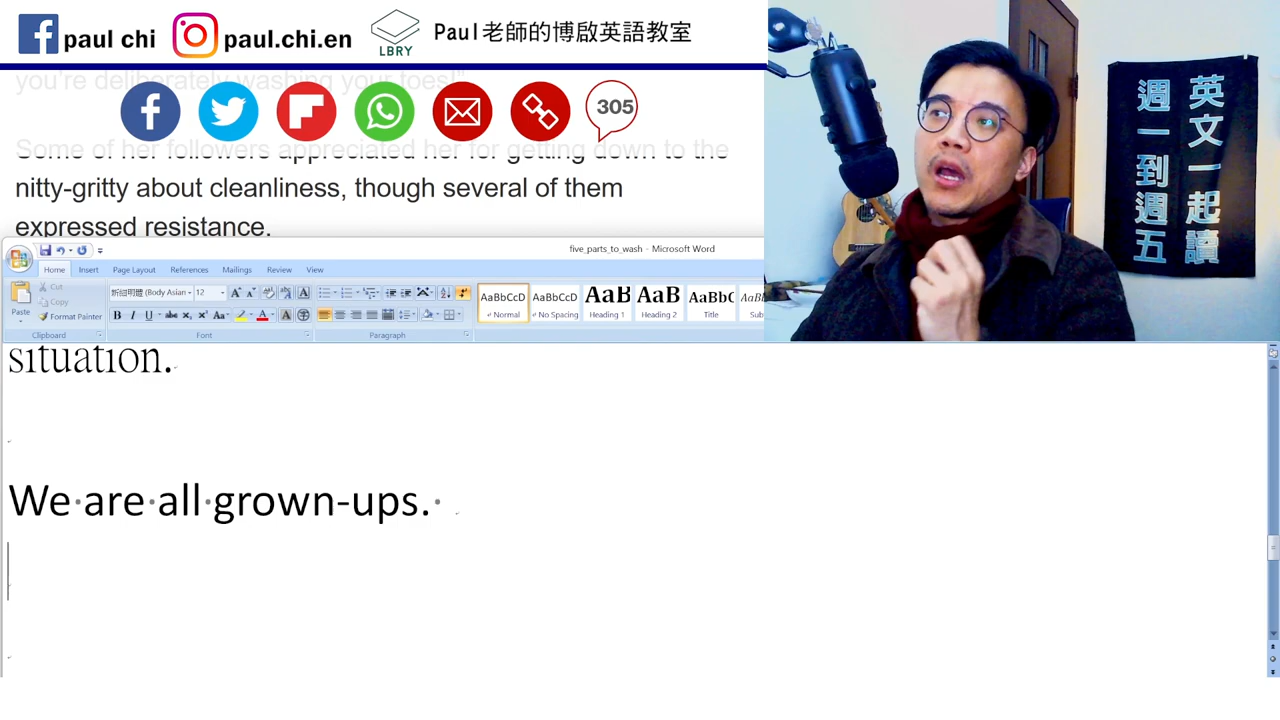 paul chi
paul.chi.en
LBRY
Paul老師的博啟英語教室
you're deliberately washing your toes!"
305
Some of her followers appreciated her for getting down to the
nitty-gritty about cleanliness, though several of them
expressed resistance.
five_parts_to_wash - Microsoft Word
Home Insert Page Layout References Mailings Review View
Paste
Cut
Copy
Format Painter
新細明體 (Body Asian 12
AaBbCcD AaBbCcD AaB AaB AaBbC
Normal No Spacing Heading 1 Heading 2 Title
Clipboard Font Paragraph
situation.
We are all grown-ups.
英文一起讀
週一到週五